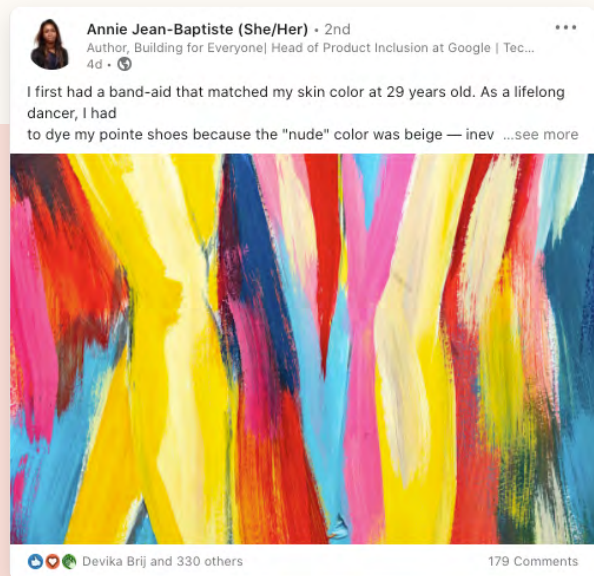 Annie Jean-Baptiste (She/Her) • 2nd
Author, Building for Everyone| Head of Product Inclusion at Google | Tec...
4d •
I first had a band-aid that matched my skin color at 29 years old. As a lifelong
dancer, I had
to dye my pointe shoes because the "nude" color was beige — inev ...see more
Devika Brij and 330 others 179 Comments